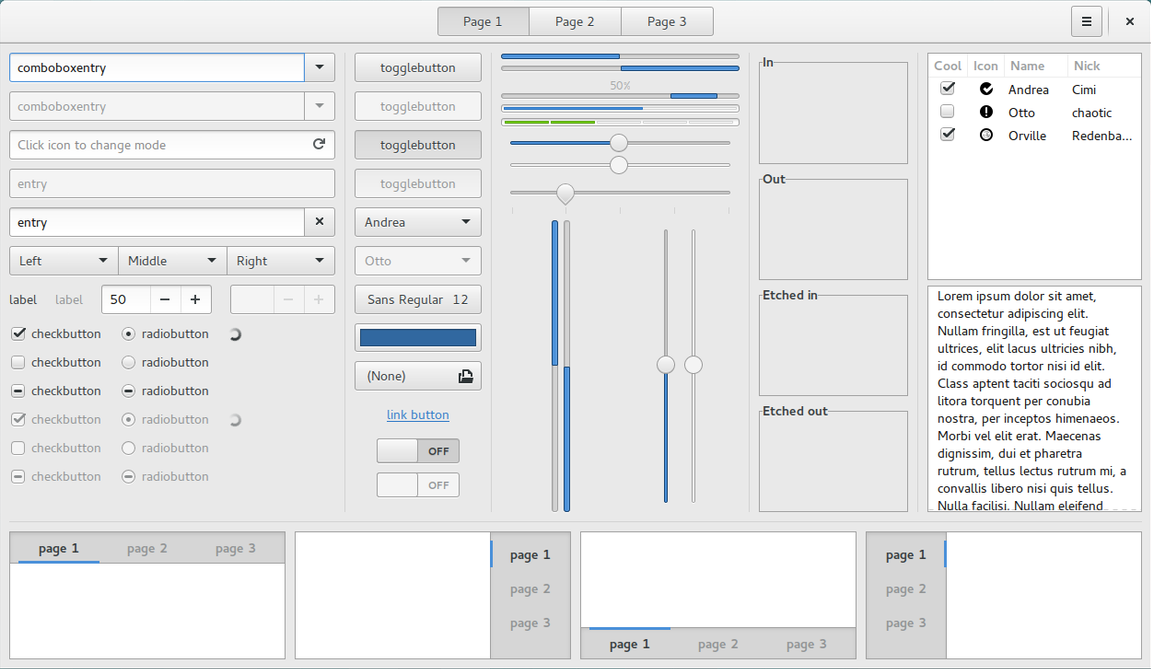 Page 1 Page 2 Page 3
comboboxentry
comboboxentry
Click icon to change mode
entry
entry
Left Middle Right
label label 50
checkbutton radiobutton
checkbutton radiobutton
checkbutton radiobutton
checkbutton radiobutton
checkbutton radiobutton
checkbutton radiobutton
togglebutton
togglebutton
togglebutton
togglebutton
Andrea
Otto
Sans Regular 12
(None)
link button
OFF
OFF
50%
In
Out
Etched in
Etched out
Cool Icon Name Nick
Andrea Cimi
Otto chaotic
Orville Redenba...
Lorem ipsum dolor sit amet,
consectetur adipiscing elit.
Nullam fringilla, est ut feugiat
ultrices, elit lacus ultricies nibh,
id commodo tortor nisi id elit.
Class aptent taciti sociosqu ad
litora torquent per conubia
nostra, per inceptos himenaeos.
Morbi vel elit erat. Maecenas
dignissim, dui et pharetra
rutrum, tellus lectus rutrum mi, a
convallis libero nisi quis tellus.
Nulla facilisi. Nullam eleifend
page 1 page 2 page 3
page 1
page 2
page 3
page 1 page 2 page 3
page 1
page 2
page 3